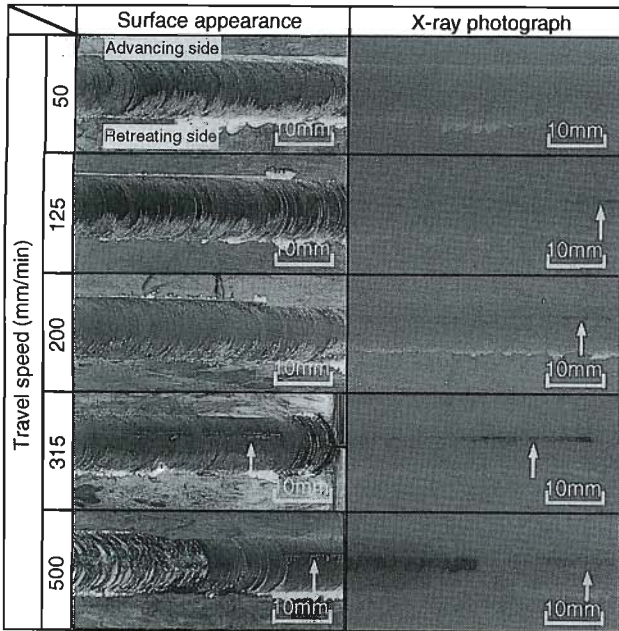 Surface appearance
X-ray photograph
Travel speed (mm/min)
50
Advancing side
Retreating side
10mm
10mm
125
10mm
10mm
200
10mm
10mm
315
10mm
10mm
500
10mm
10mm